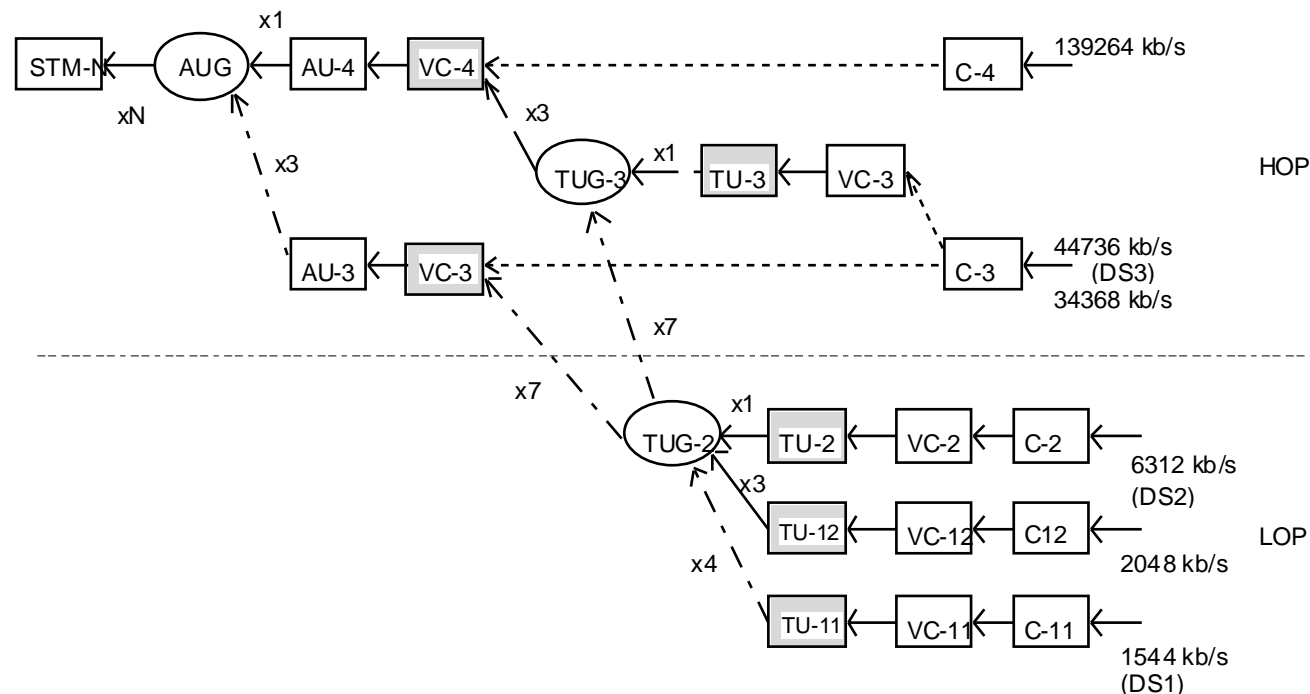 x1
STM-N
AUG
AU-4
VC-4
C-4
139264 kb/s
xN
x3
x3
x1
TUG-3
TU-3
VC-3
HOP
AU-3
VC-3
C-3
44736 kb/s
(DS3)
34368 kb/s
x7
x7
x1
TUG-2
TU-2
VC-2
C-2
6312 kb/s
(DS2)
x3
TU-12
VC-12
C12
LOP
2048 kb/s
x4
TU-11
VC-11
C-11
1544 kb/s
(DS1)